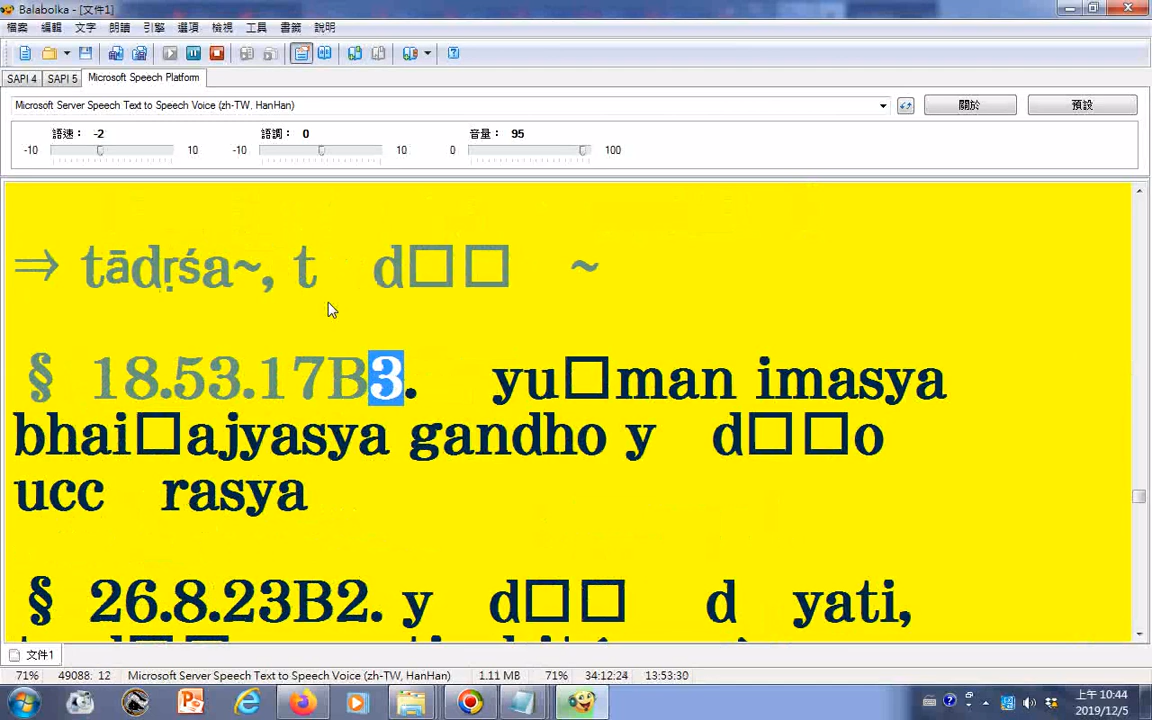 Balabolka - [文件1]
檔案 編輯 文字 朗讀 引擎 選項 檢視 工具 書籤 說明
SAPI 4 SAPI 5 Microsoft Speech Platform
Microsoft Server Speech Text to Speech Voice (zh-TW, HanHan) 關於 預設
語速： -2 語調： 0 音量： 95
-10 10 -10 10 0 100
⇒ tādṛśa~, t d□□ ~
§ 18.53.17B3. yu□man imasya
bhai□ajyasya gandho y d□□o
ucc rasya
§ 26.8.23B2. y d□□ d yati,
文件1
71% 49088: 12 Microsoft Server Speech Text to Speech Voice (zh-TW, HanHan) 1.11 MB 71% 34:12:24 13:53:30
上午 10:44
2019/12/5